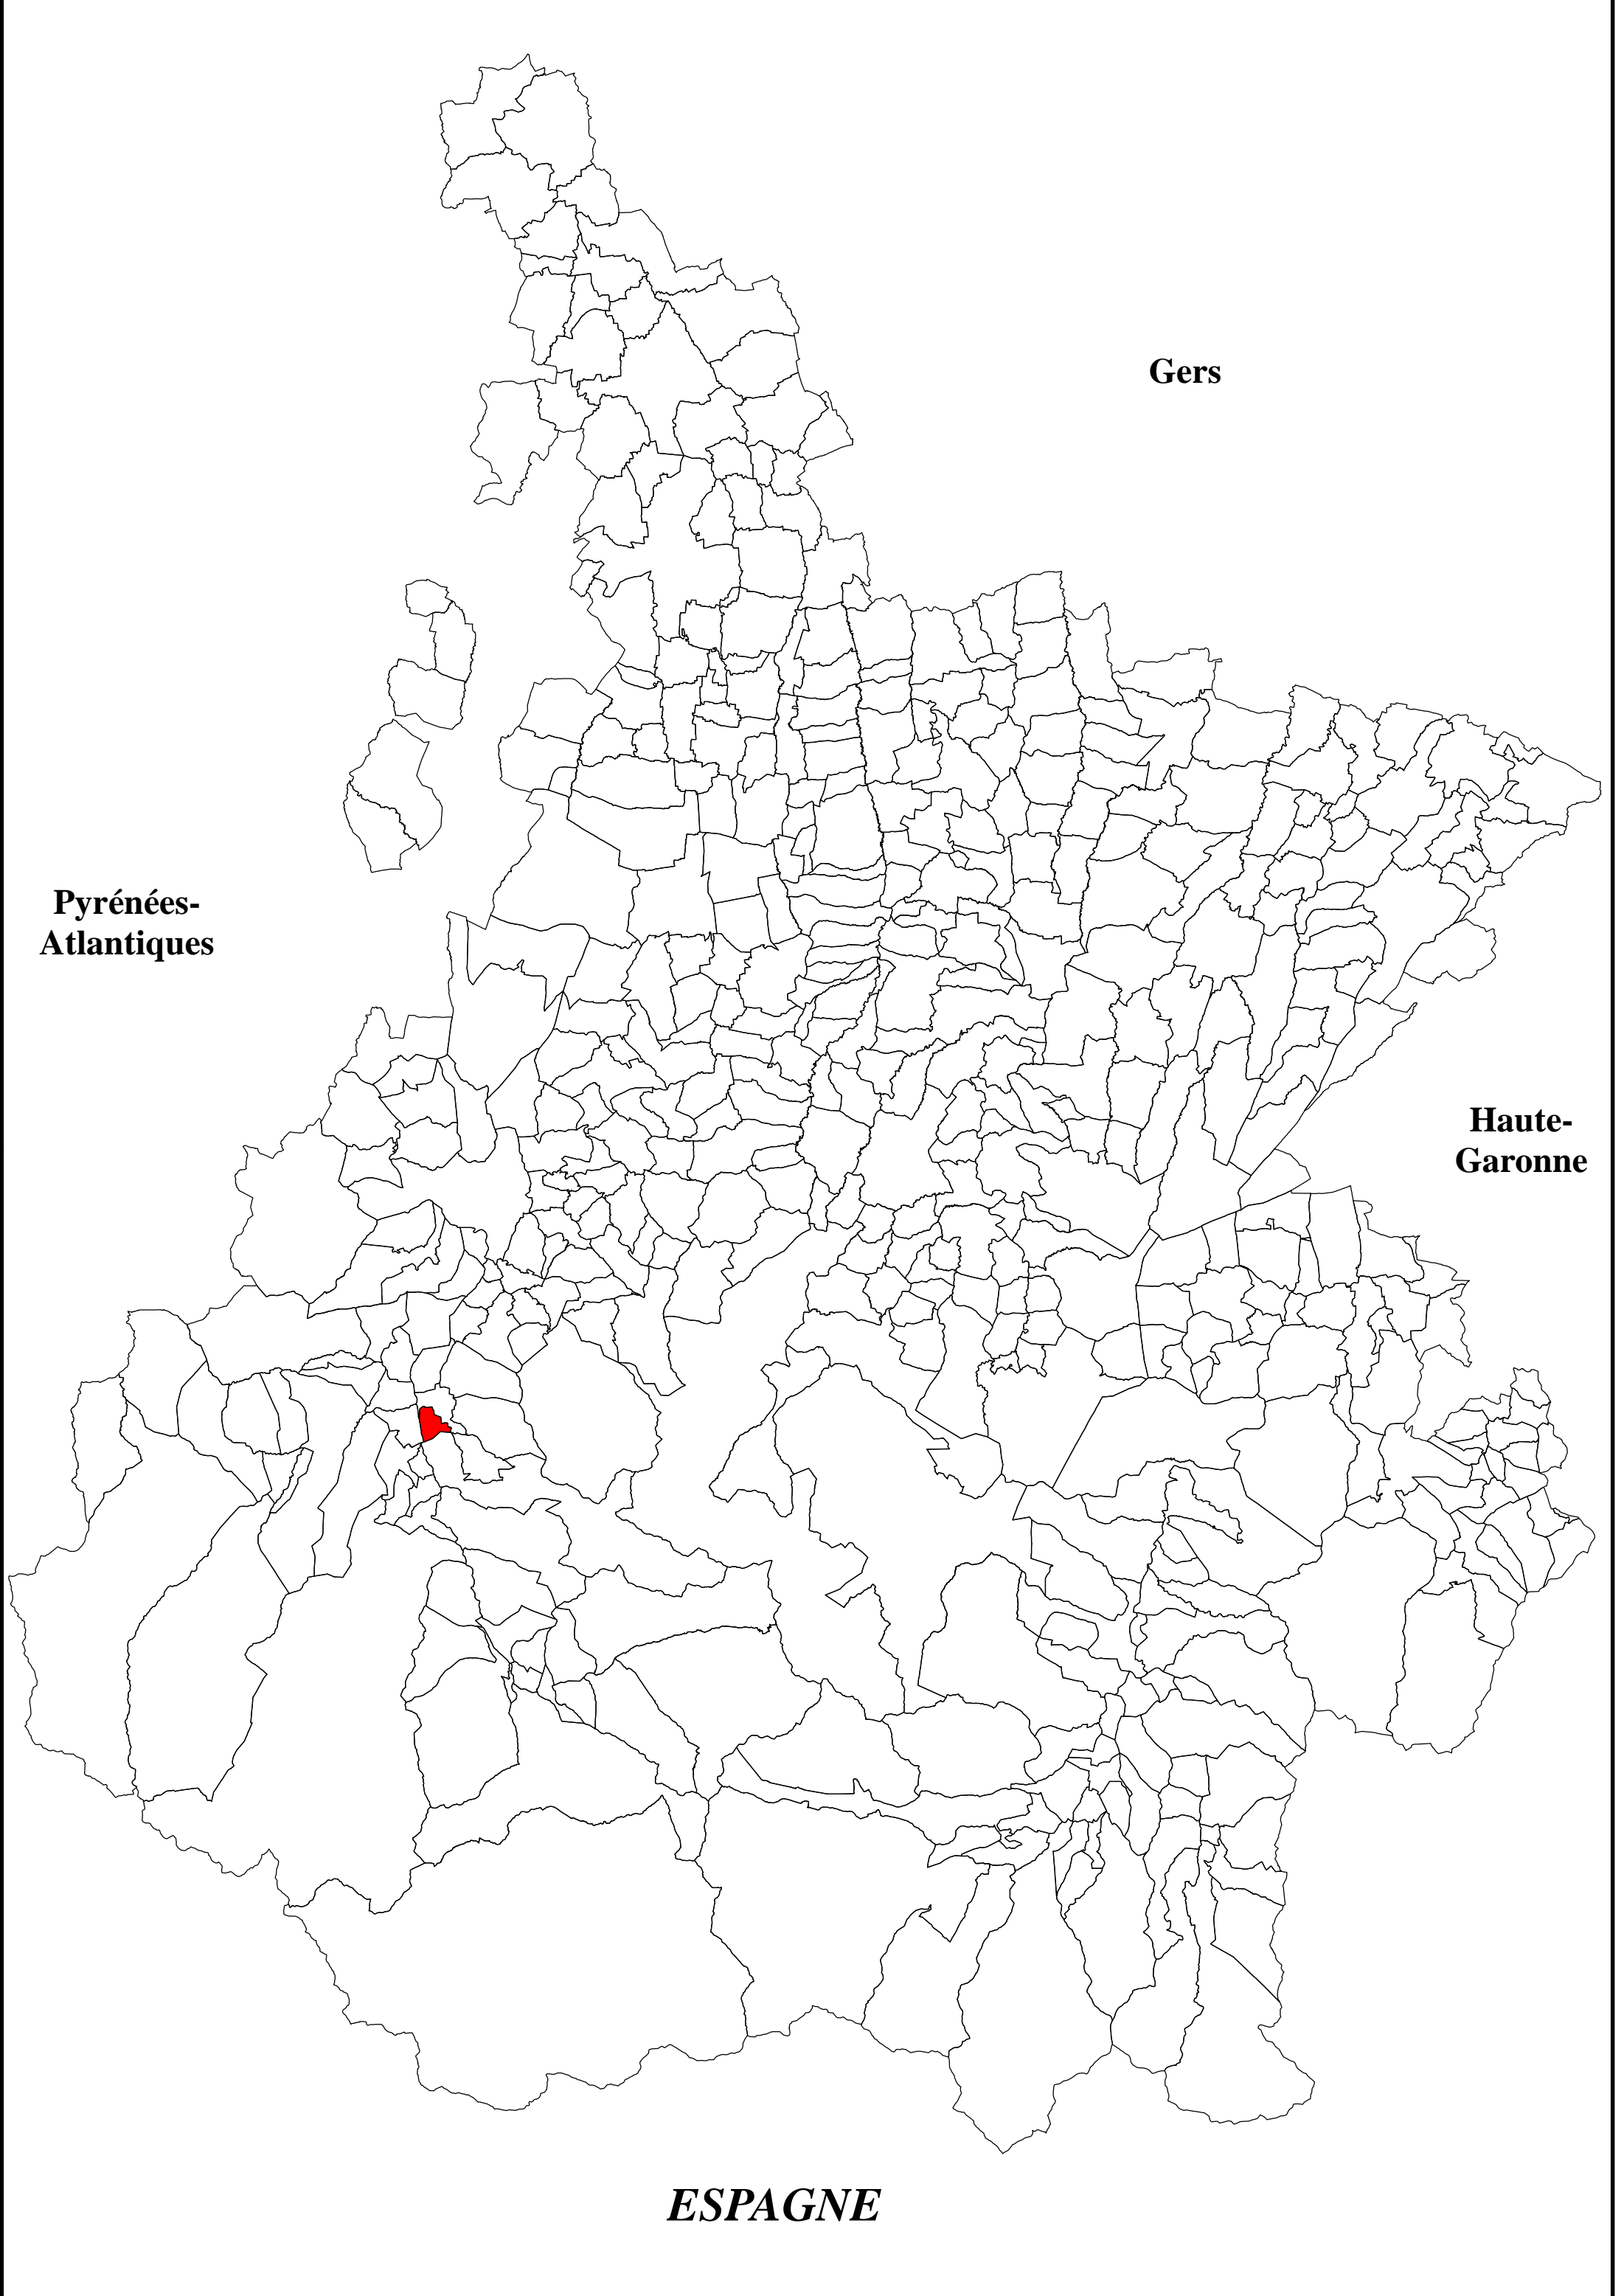 Gers
Pyrénées-
Atlantiques
Haute-
Garonne
ESPAGNE